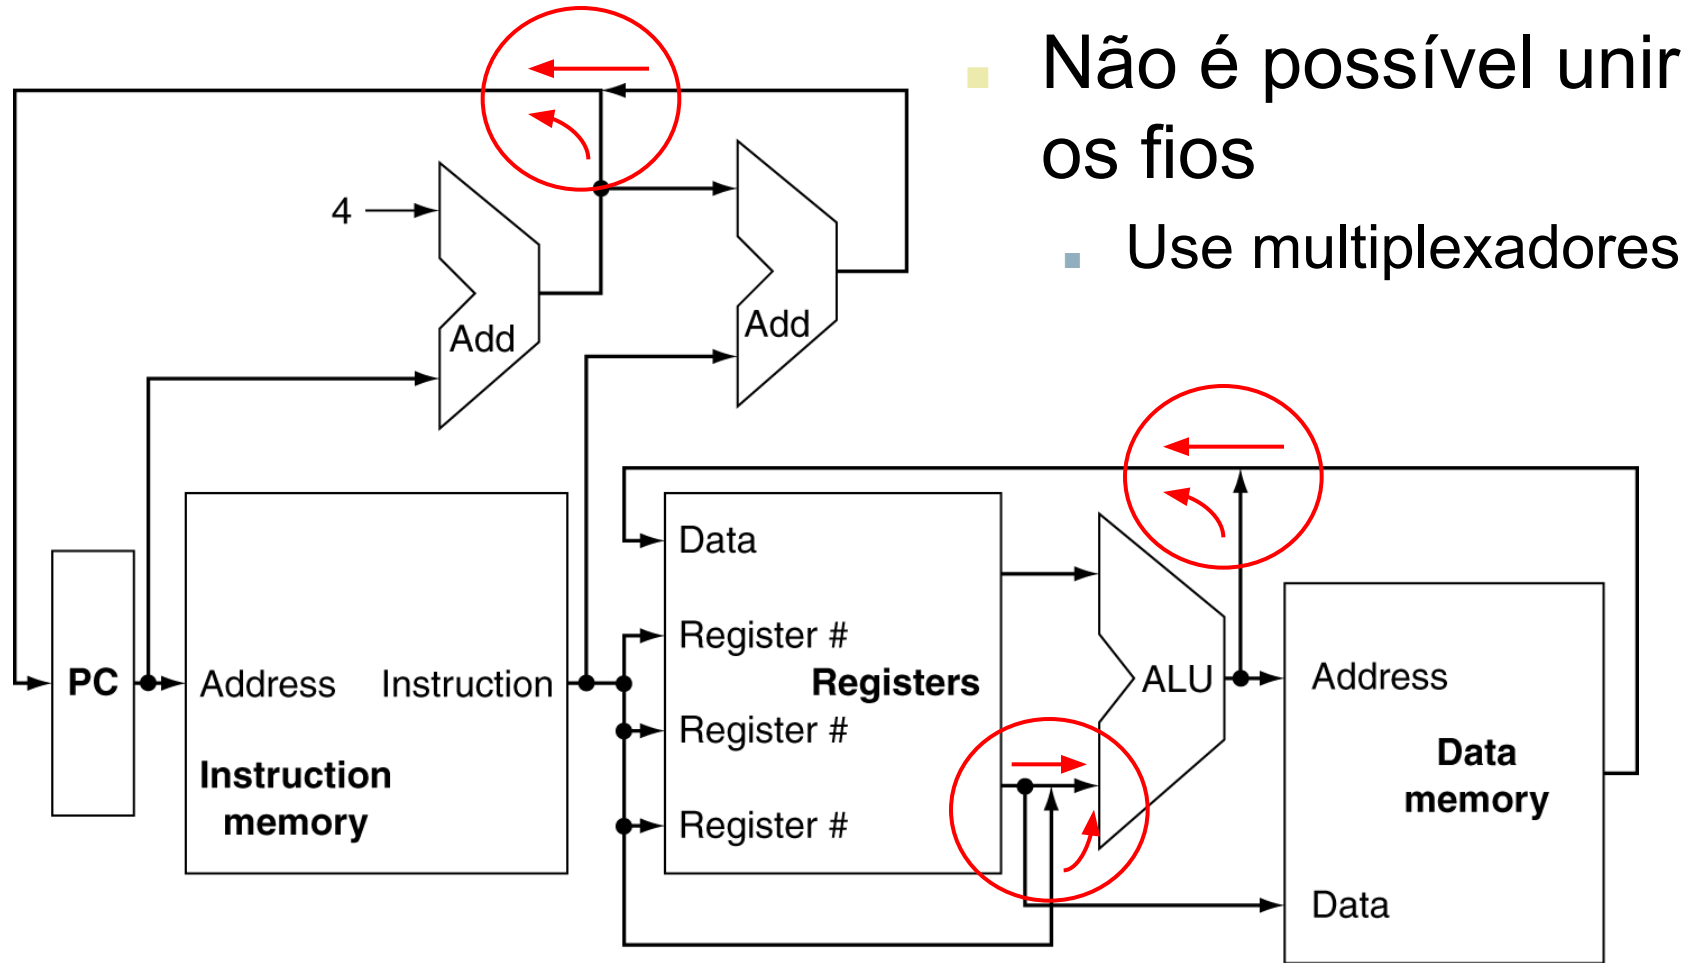 Não é possível unir
os fios
Use multiplexadores
4
Add
Add
PC
Address
Instruction
Instruction
memory
Data
Register #
Registers
Register #
Register #
ALU
Address
Data
memory
Data